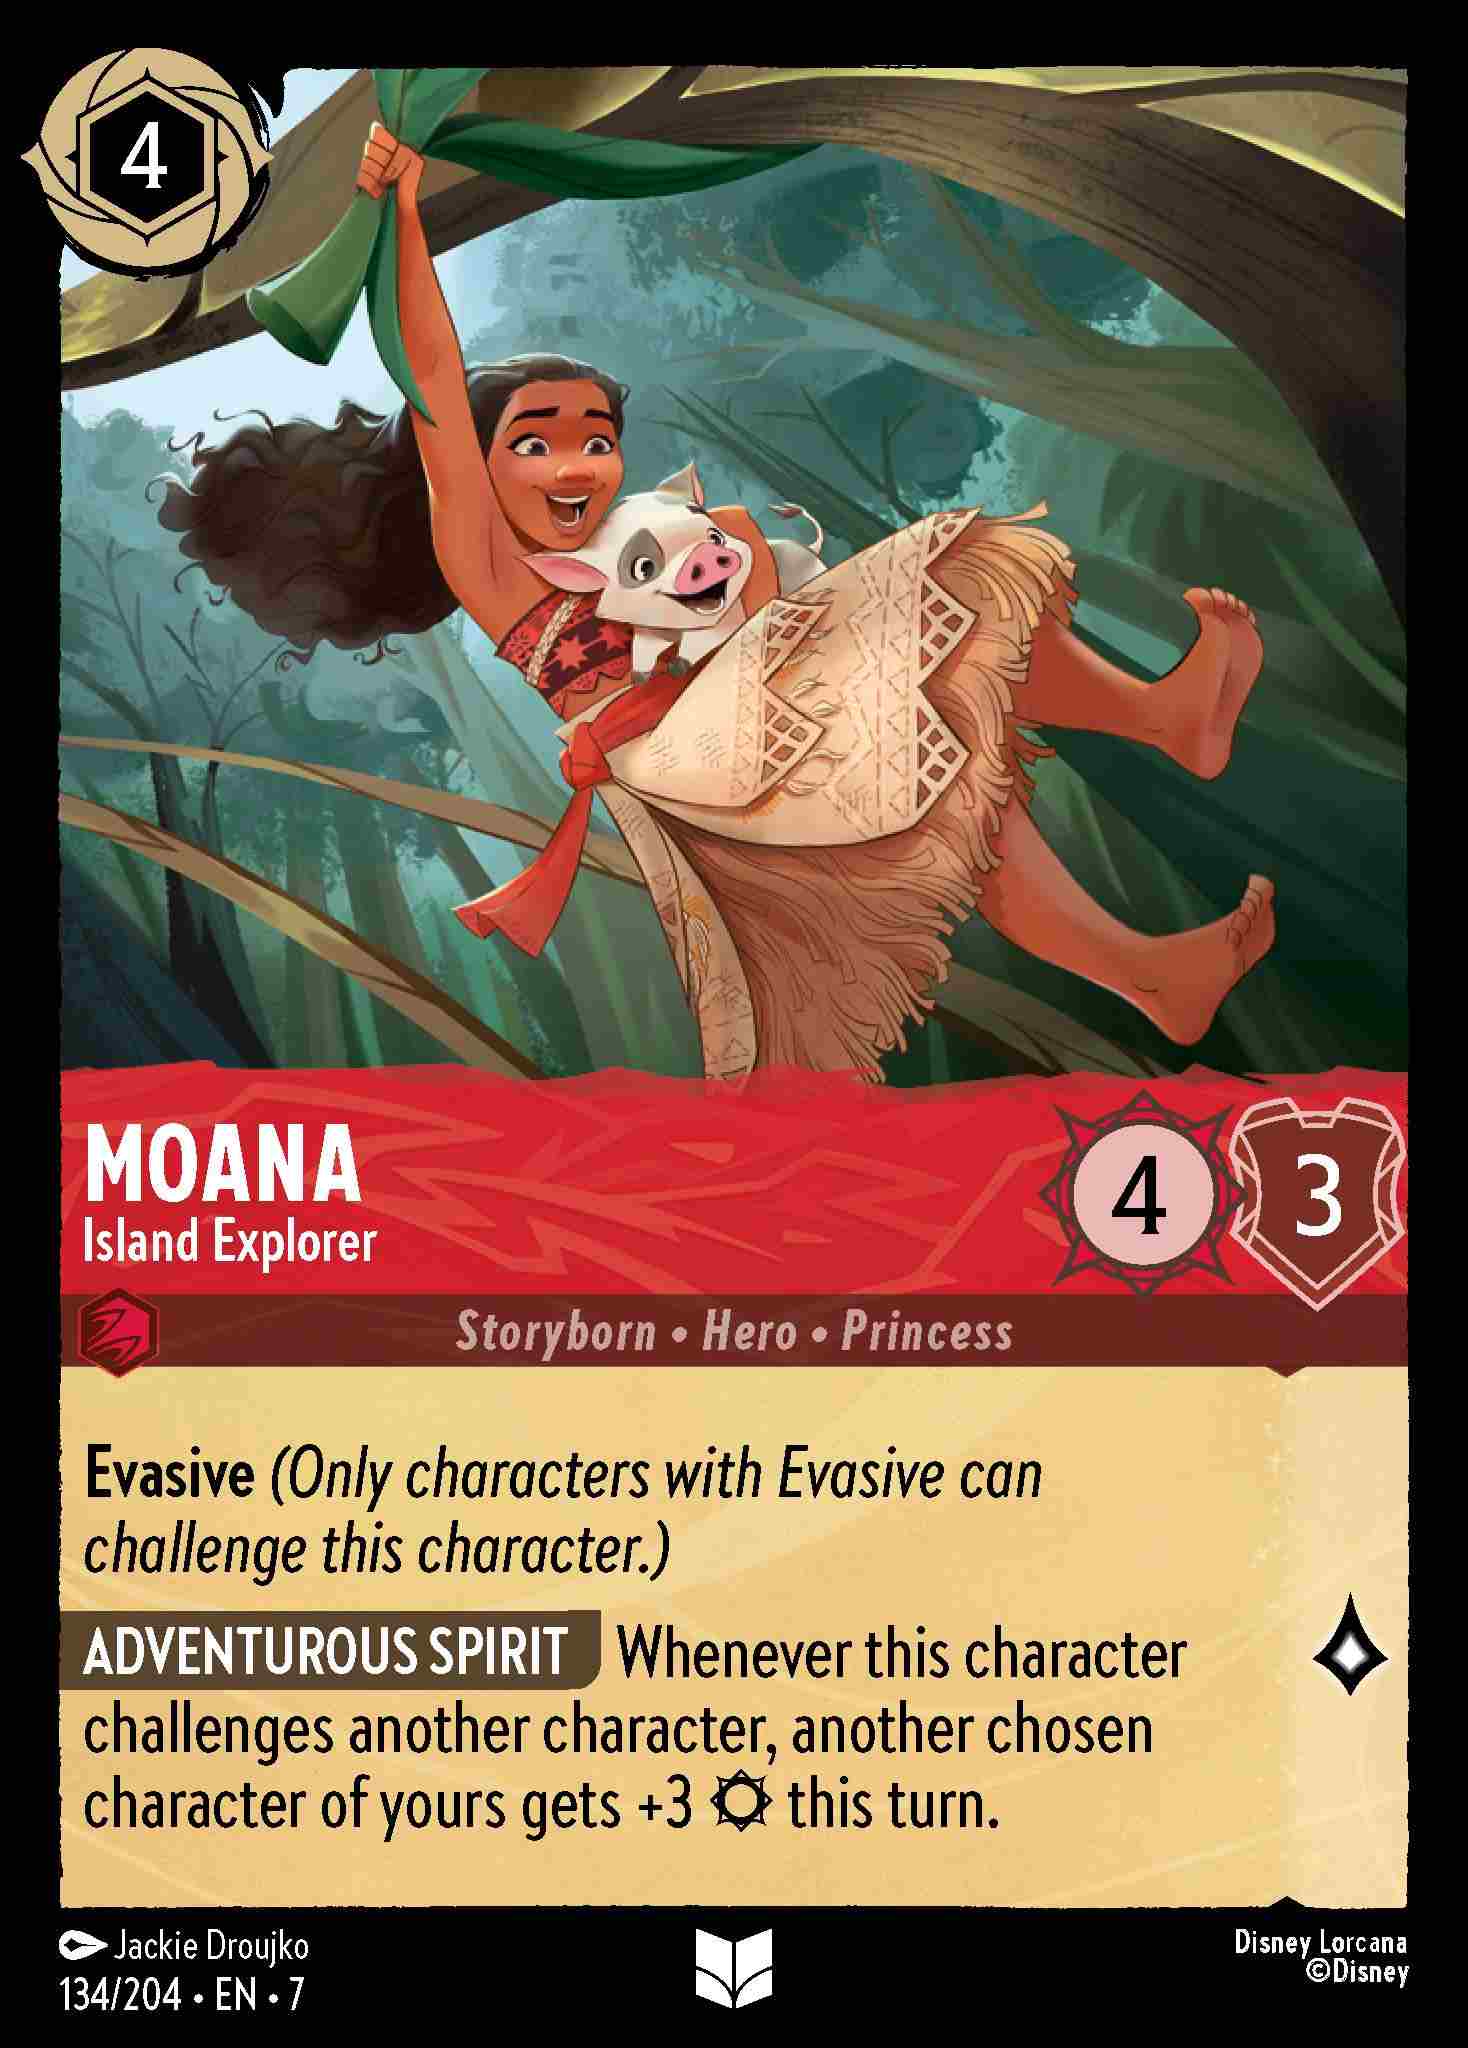 4
MOANA
Island Explorer
4
3
Storyborn • Hero • Princess
Evasive (Only characters with Evasive can
challenge this character.)
ADVENTUROUS SPIRIT Whenever this character
challenges another character, another chosen
character of yours gets +3 this turn.
Jackie Droujko
134/204 • EN • 7
Disney Lorcana
©Disney